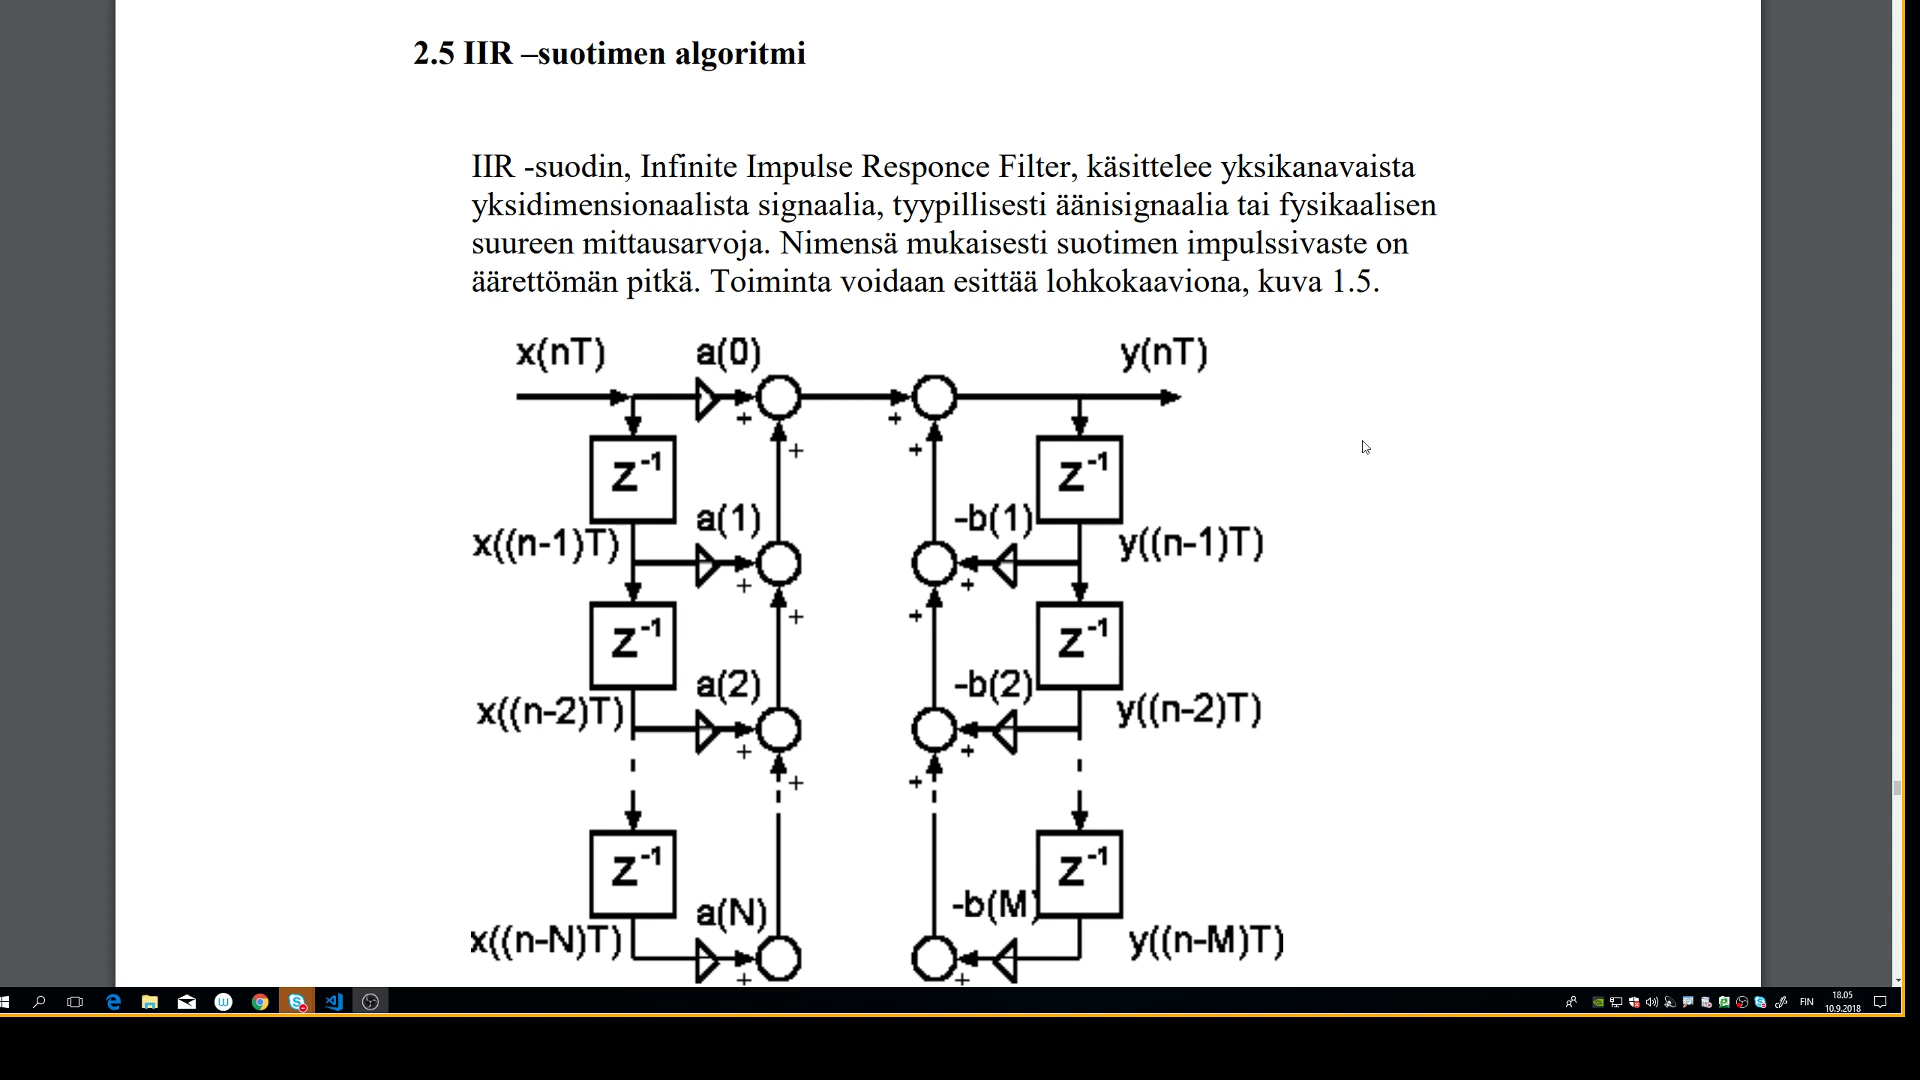 2.5 IIR –suotimen algoritmi
IIR -suodin, Infinite Impulse Responce Filter, käsittelee yksikanavaista
yksidimensionaalista signaalia, tyypillisesti äänisignaalia tai fysikaalisen
suureen mittausarvoja. Nimensä mukaisesti suotimen impulssivaste on
äärettömän pitkä. Toiminta voidaan esittää lohkokaaviona, kuva 1.5.
x(nT) a(0) y(nT)
+ +
+ +
z-1 z-1
a(1) -b(1)
x((n-1)T) y((n-1)T)
+ +
+ +
z-1 z-1
a(2) -b(2)
x((n-2)T) y((n-2)T)
+ +
+ +
z-1 z-1
a(N) -b(M)
x((n-N)T) y((n-M)T)
+ +
FIN
18.05
10.9.2018